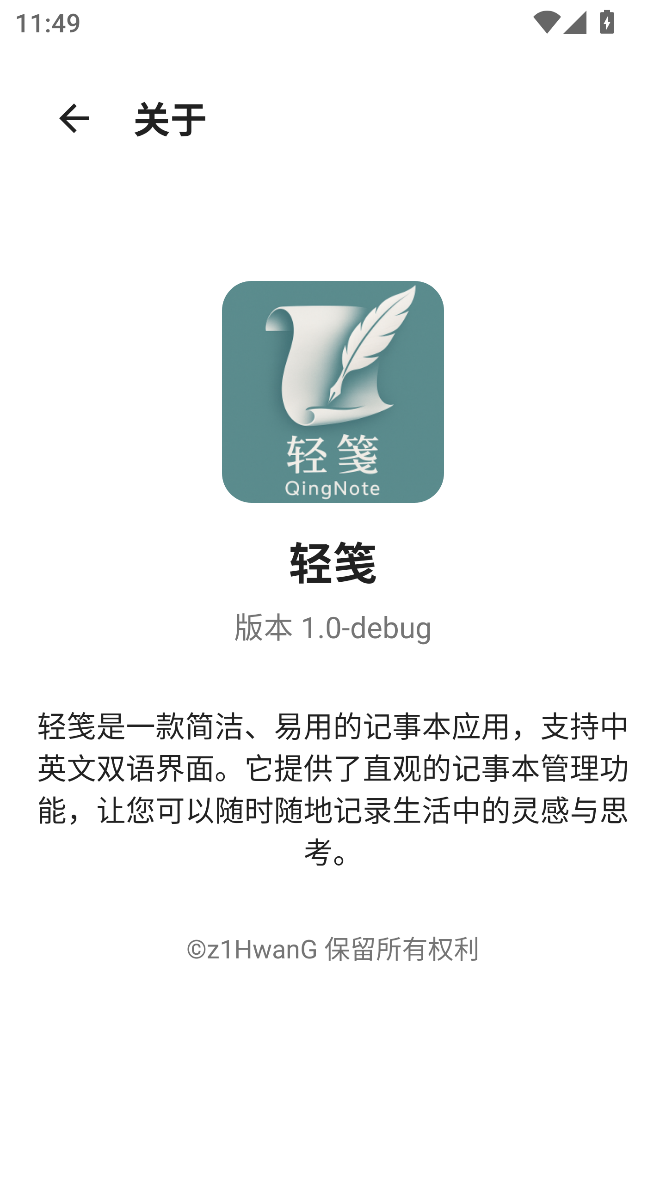 11:49
关于
轻笺
QingNote
轻笺
版本 1.0-debug
轻笺是一款简洁、易用的记事本应用，支持中
英文双语界面。它提供了直观的记事本管理功
能，让您可以随时随地记录生活中的灵感与思
考。
©z1HwanG 保留所有权利